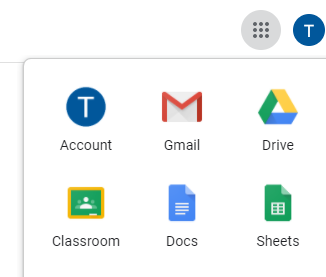 T
T
Account Gmail Drive
Classroom Docs Sheets